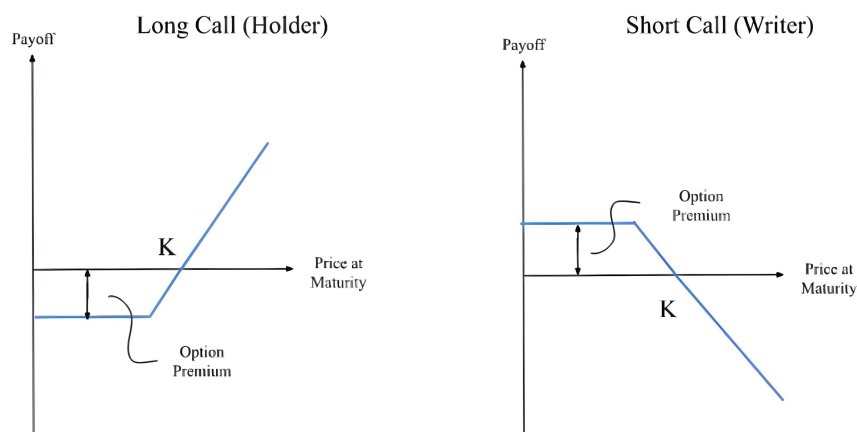 Long Call (Holder)
Payoff
K
Price at
Maturity
Option
Premium
Short Call (Writer)
Payoff
Option
Premium
Price at
Maturity
K